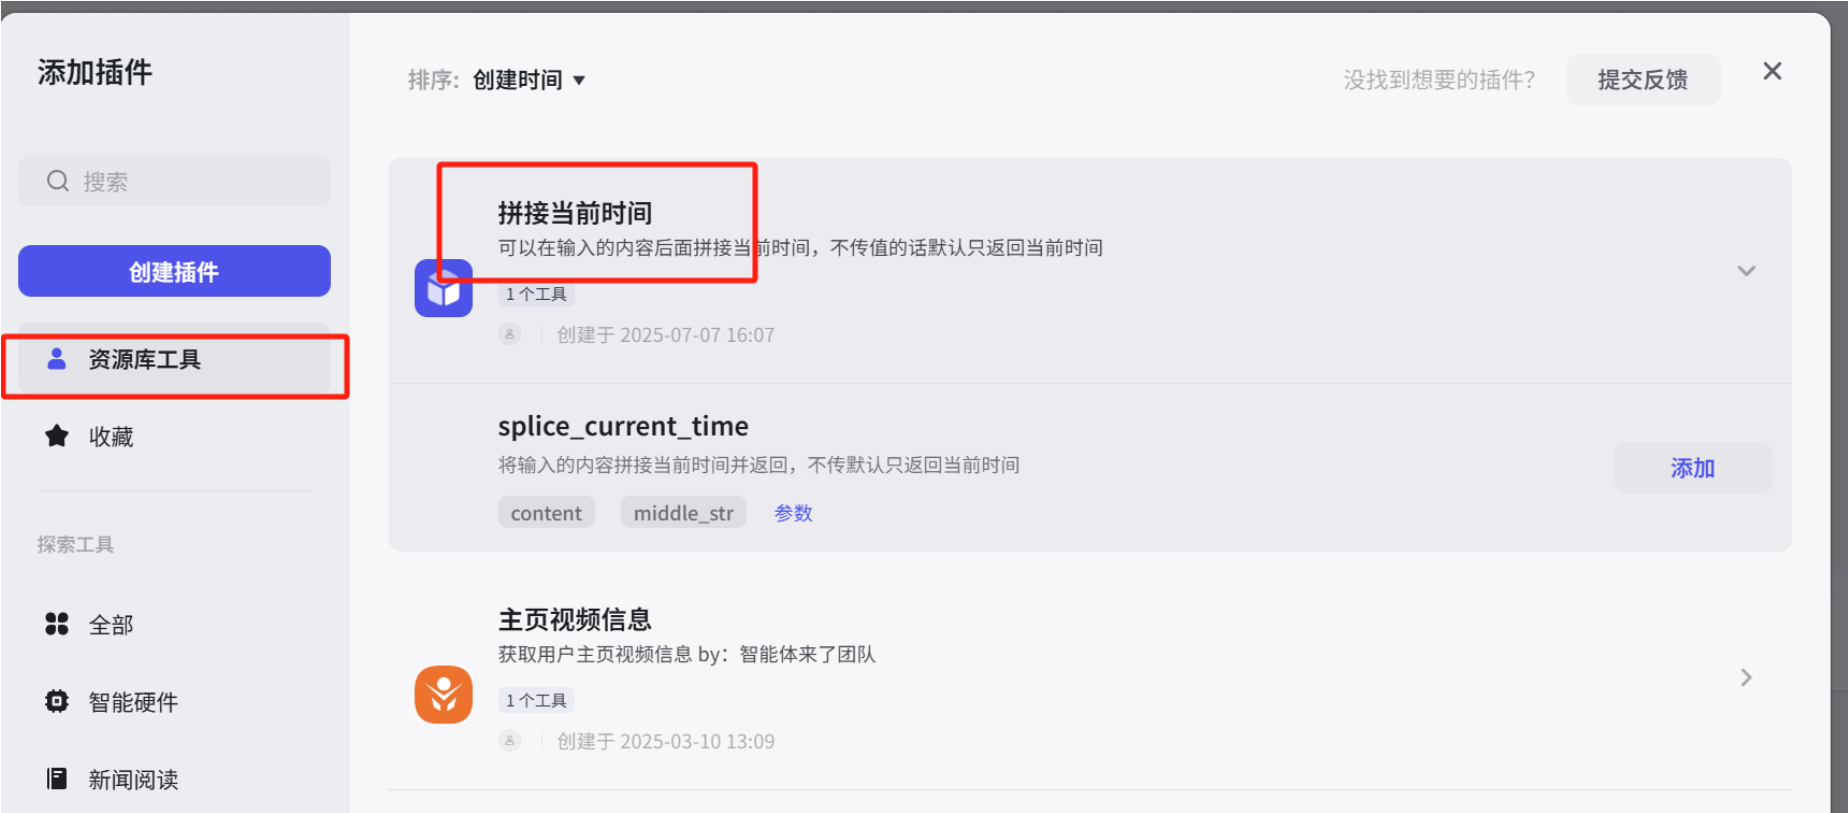 添加插件
搜索
创建插件
资源库工具
收藏
探索工具
全部
智能硬件
新闻阅读
排序: 创建时间
没找到想要的插件？
提交反馈
拼接当前时间
可以在输入的内容后面拼接当前时间，不传值的话默认只返回当前时间
1 个工具
创建于 2025-07-07 16:07
splice_current_time
将输入的内容拼接当前时间并返回，不传默认只返回当前时间
content middle_str 参数
添加
主页视频信息
获取用户主页视频信息 by：智能体来了团队
1 个工具
创建于 2025-03-10 13:09